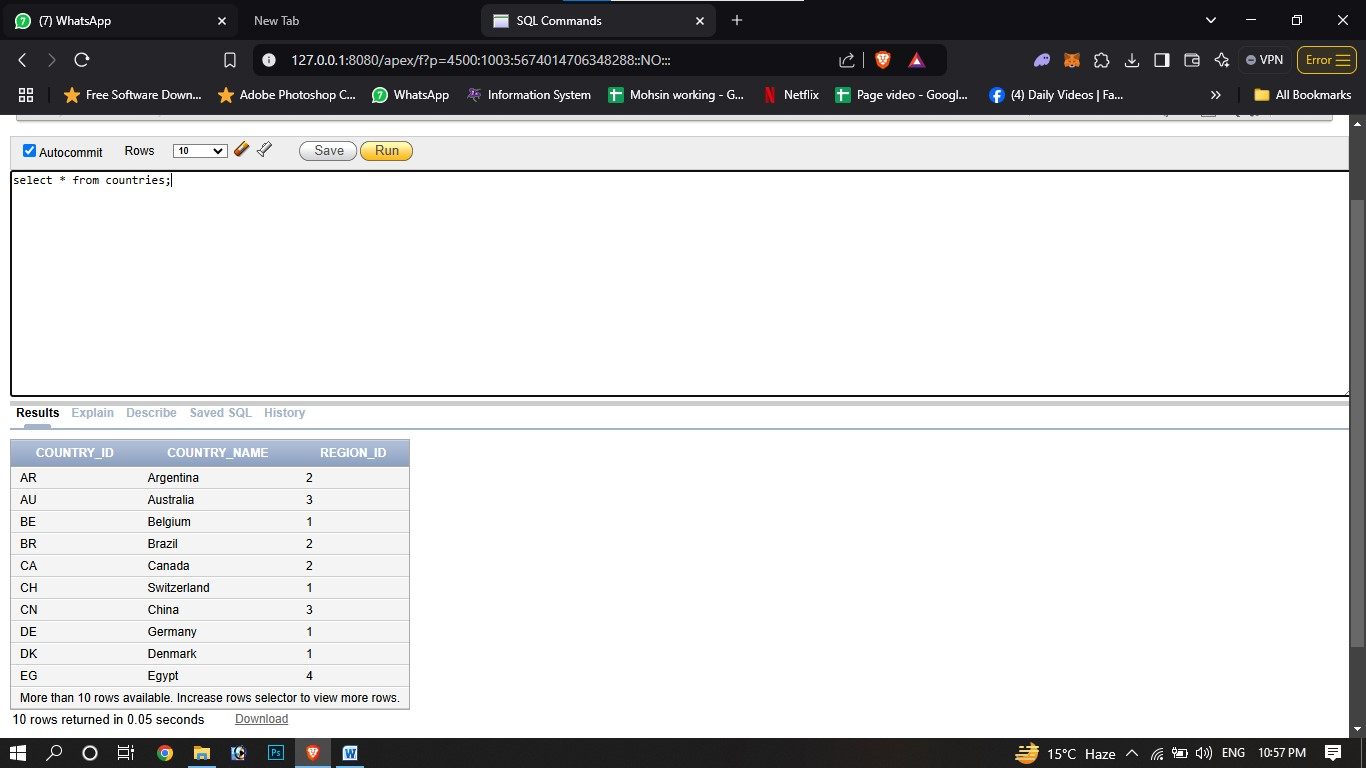 7 (7) WhatsApp
New Tab
SQL Commands
127.0.0.1:8080/apex/f?p=4500:1003:5674014706348288::NO:::
VPN
Error
Free Software Down...
Adobe Photoshop C...
7 WhatsApp
Information System
Mohsin working - G...
N Netflix
Page video - Googl...
(4) Daily Videos | Fa...
»
All Bookmarks
Autocommit Rows 10 Save Run
select * from countries;
Results Explain Describe Saved SQL History
COUNTRY_ID COUNTRY_NAME REGION_ID
AR Argentina 2
AU Australia 3
BE Belgium 1
BR Brazil 2
CA Canada 2
CH Switzerland 1
CN China 3
DE Germany 1
DK Denmark 1
EG Egypt 4
More than 10 rows available. Increase rows selector to view more rows.
10 rows returned in 0.05 seconds Download
Ps W 15°C Haze ENG 10:57 PM